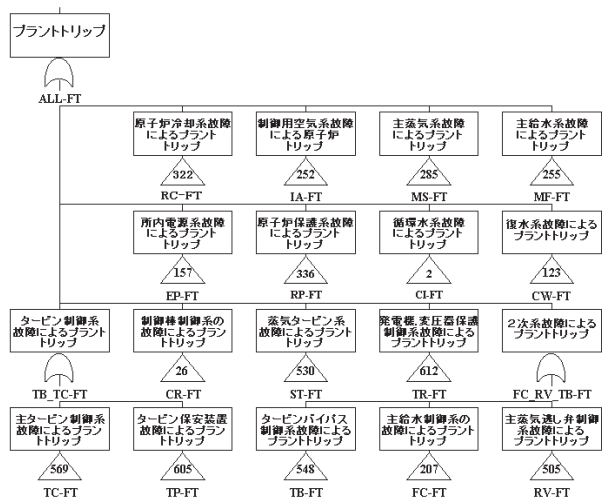 プラントトリップ
ALL-FT
原子炉冷却系故障
によるプラント
トリップ
322
RC-FT
制御用空気系故障
による原子炉
トリップ
252
IA-FT
主蒸気系故障
によるプラント
トリップ
285
MS-FT
主給水系故障
によるプラント
トリップ
255
MF-FT
所内電源系故障
によるプラント
トリップ
157
EP-FT
原子炉保護系故障
によるプラント
トリップ
336
RP-FT
循環水系故障
によるプラント
トリップ
2
CI-FT
復水系故障による
プラントトリップ
123
CW-FT
タービン制御系
故障によるプラント
トリップ
TB_TC-FT
制御棒制御系の
故障によるプラン
トトリップ
26
CR-FT
蒸気タービン系
故障によるプラント
トリップ
530
ST-FT
発電機,変圧器保護
制御系故障による
プラントトリップ
612
TR-FT
2次系故障による
プラントトリップ
FC_RV_TB-FT
主タービン制御系
故障によるプラン
トトリップ
569
TC-FT
タービン保安装置
故障によるプラン
トトリップ
605
TP-FT
タービンバイパス
制御系故障による
プラントトリップ
548
TB-FT
主給水制御系の
故障によるプラン
トトリップ
207
FC-FT
主蒸気逃し弁制御
系故障によるプラ
ントトリップ
505
RV-FT